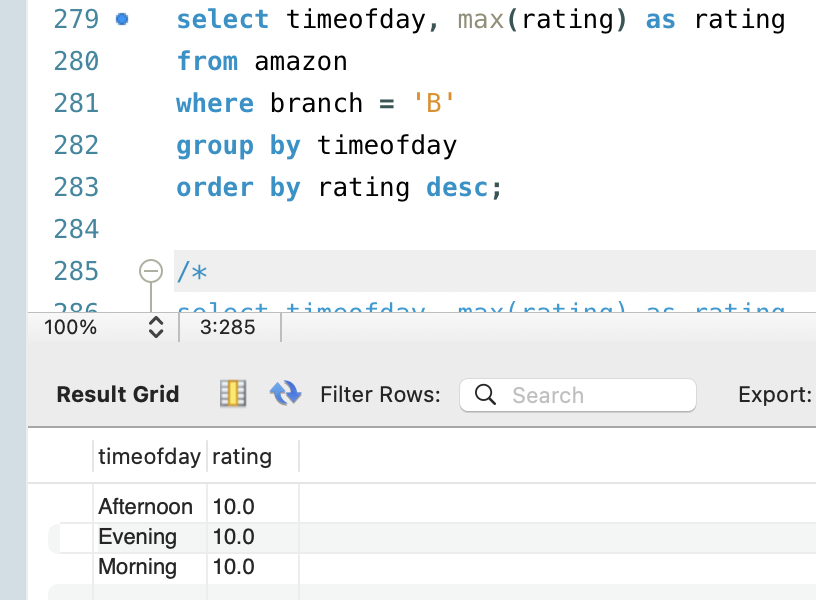 279 select timeofday, max(rating) as rating
280 from amazon
281 where branch = 'B'
282 group by timeofday
283 order by rating desc;
284
285 /*
286 select timeofday, max(rating) as rating
100% 3:285
Result Grid Filter Rows: Search Export:
timeofday rating
Afternoon 10.0
Evening 10.0
Morning 10.0